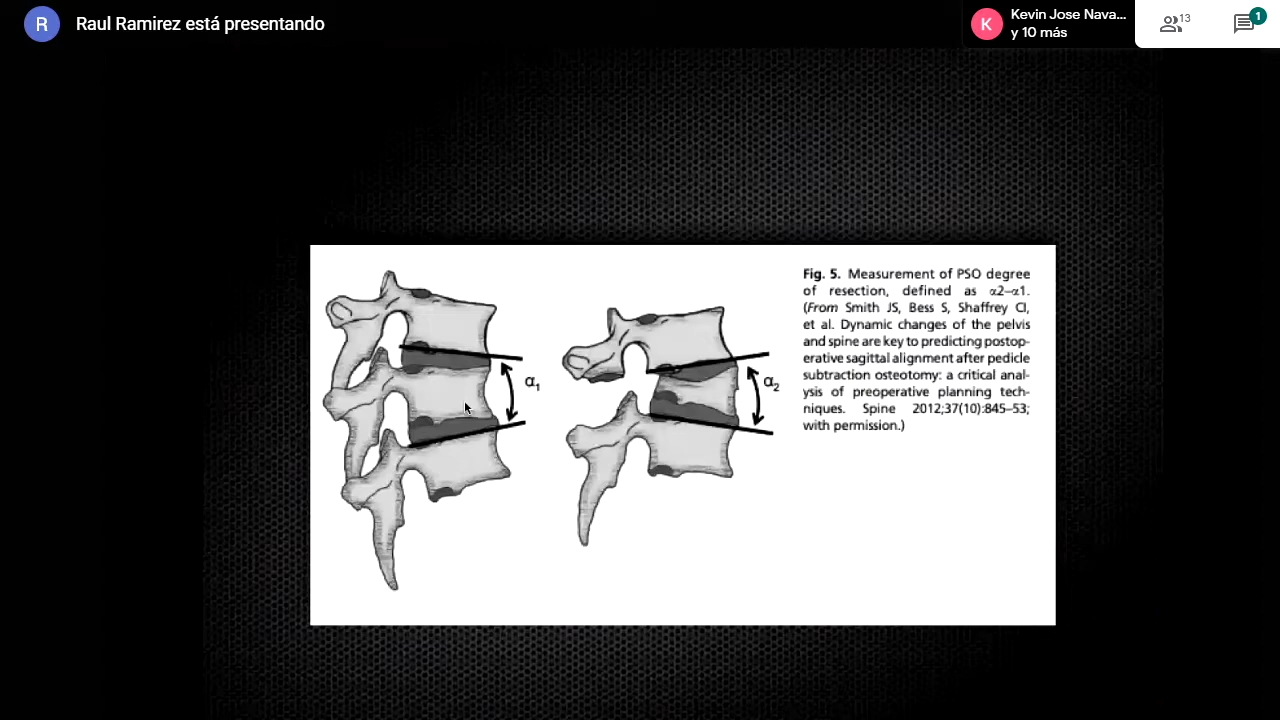 R
Raul Ramirez está presentando
K
Kevin Jose Nava...
y 10 más
13
1
Fig. 5. Measurement of PSO degree
of resection, defined as α2–α1.
(From Smith JS, Bess S, Shaffrey CI,
et al. Dynamic changes of the pelvis
and spine are key to predicting postop-
erative sagittal alignment after pedicle
subtraction osteotomy: a critical anal-
ysis of preoperative planning tech-
niques. Spine 2012;37(10):845–53;
with permission.)
α1
α2